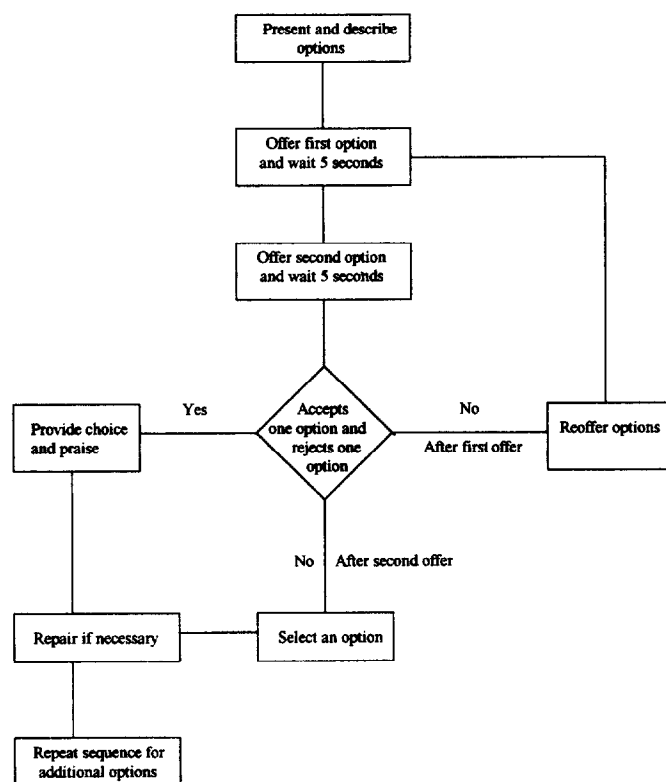 Present and describe
options
Offer first option
and wait 5 seconds
Offer second option
and wait 5 seconds
Accepts
one option and
rejects one
option
Yes
Provide choice
and praise
No
After first offer
Reoffer options
No
After second offer
Select an option
Repair if necessary
Repeat sequence for
additional options